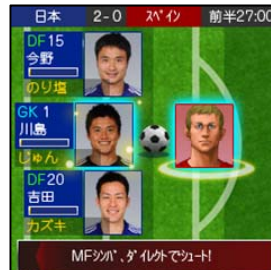 日本 2-0 スペイン 前半27:00
DF15
今野
のり塩
GK 1
川島
じゅん
DF20
吉田
カズキ
MFシンバ、ダイレクトでシュート!